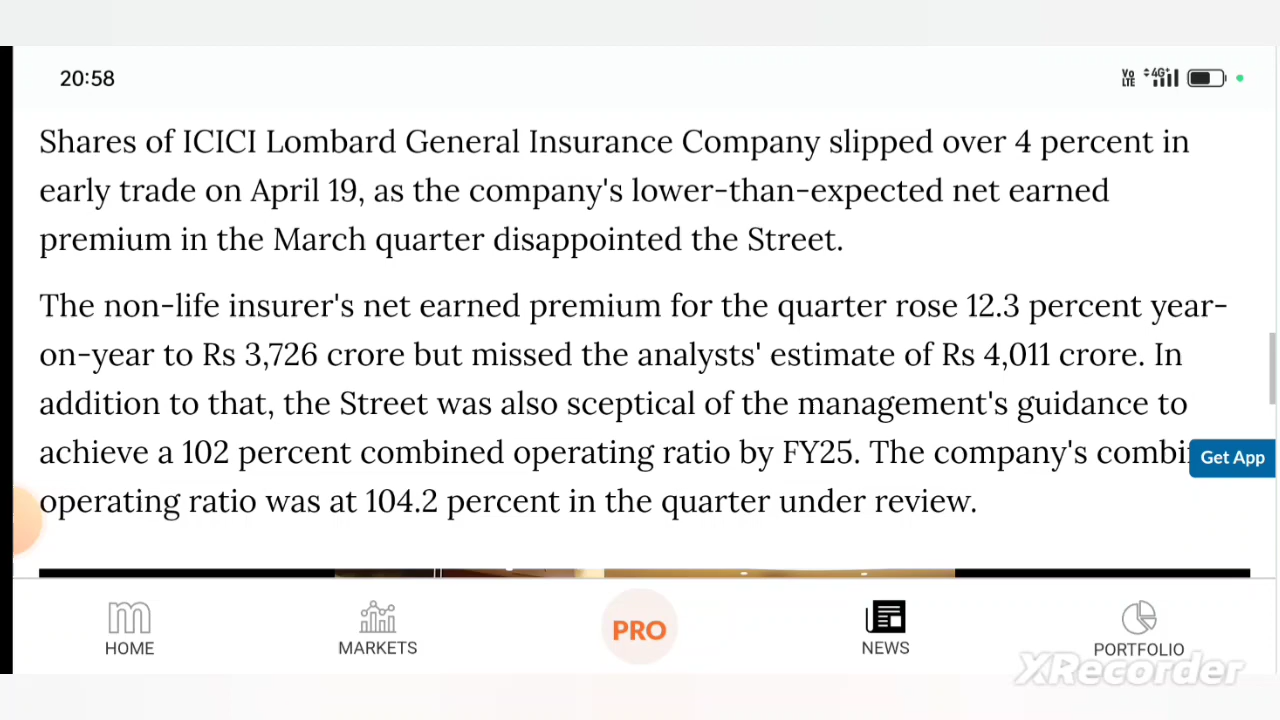 20:58
Vo LTE 4G+
Shares of ICICI Lombard General Insurance Company slipped over 4 percent in
early trade on April 19, as the company's lower-than-expected net earned
premium in the March quarter disappointed the Street.
The non-life insurer's net earned premium for the quarter rose 12.3 percent year-
on-year to Rs 3,726 crore but missed the analysts' estimate of Rs 4,011 crore. In
addition to that, the Street was also sceptical of the management's guidance to
achieve a 102 percent combined operating ratio by FY25. The company's combi
Get App
operating ratio was at 104.2 percent in the quarter under review.
m
HOME
MARKETS
PRO
NEWS
PORTFOLIO
XRecorder